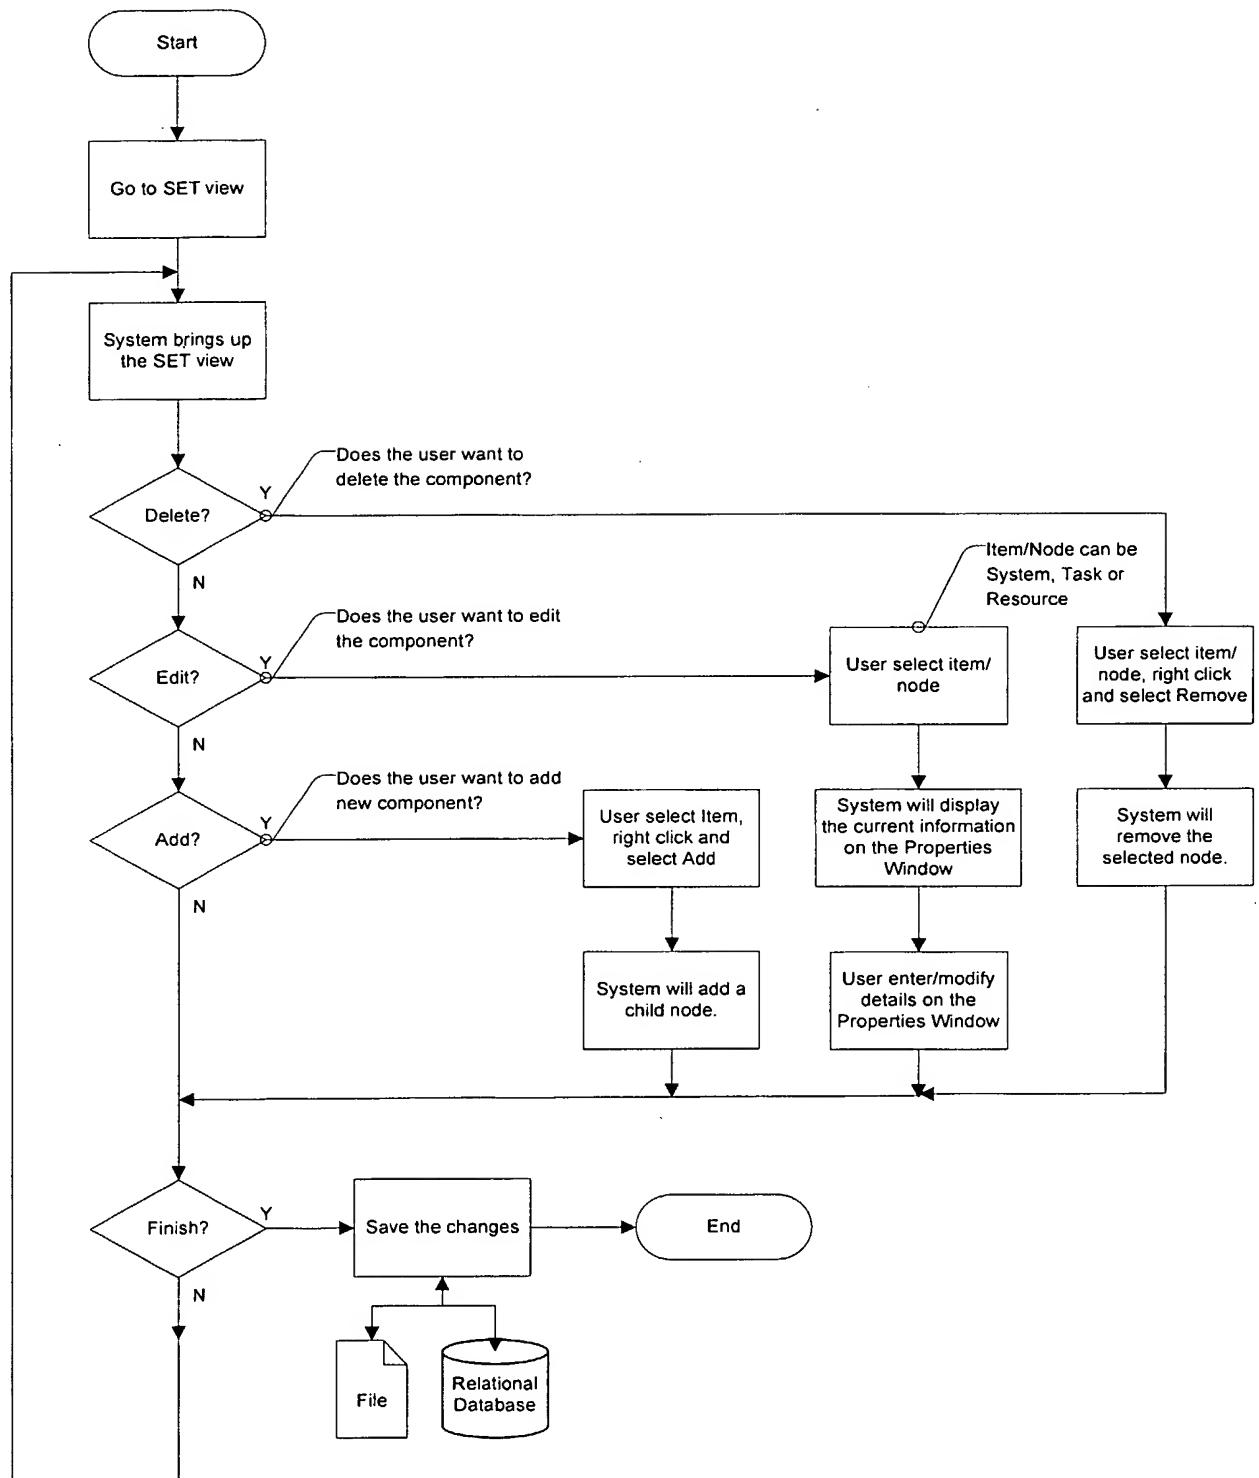 Start
Go to SET view
System brings up
the SET view
Does the user want to
delete the component?
Y
Delete?
N
Item/Node can be
System, Task or
Resource
Does the user want to edit
the component?
Y
Edit?
N
User select item/
node
User select item/
node, right click
and select Remove
Does the user want to add
new component?
Y
Add?
N
User select Item,
right click and
select Add
System will display
the current information
on the Properties
Window
System will
remove the
selected node.
System will add a
child node.
User enter/modify
details on the
Properties Window
Finish?
Y
N
Save the changes
End
File
Relational
Database